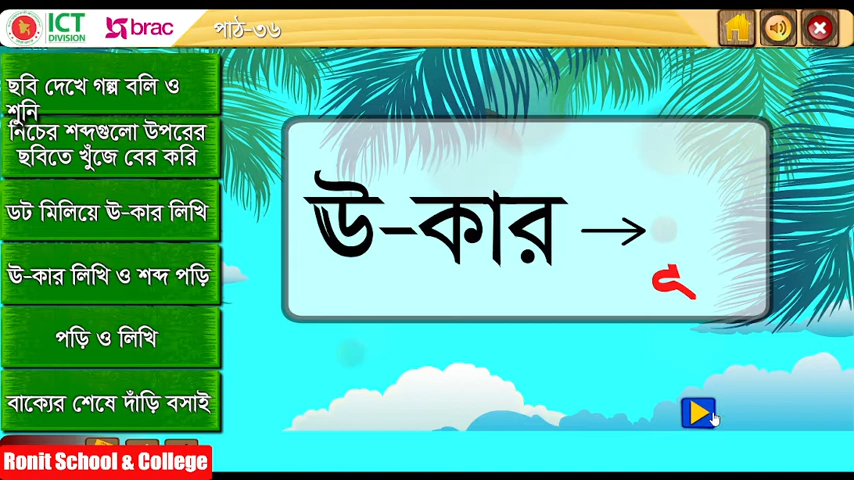 ICT
DIVISION
brac
পাঠ-৩৬
ছবি দেখে গল্প বলি ও
শুনি
নিচের শব্দগুলো উপরের
ছবিতে খুঁজে বের করি
ডট মিলিয়ে ঊ-কার লিখি
ঊ-কার লিখি ও শব্দ পড়ি
পড়ি ও লিখি
বাক্যের শেষে দাঁড়ি বসাই
ঊ-কার → ূ
Ronit School & College